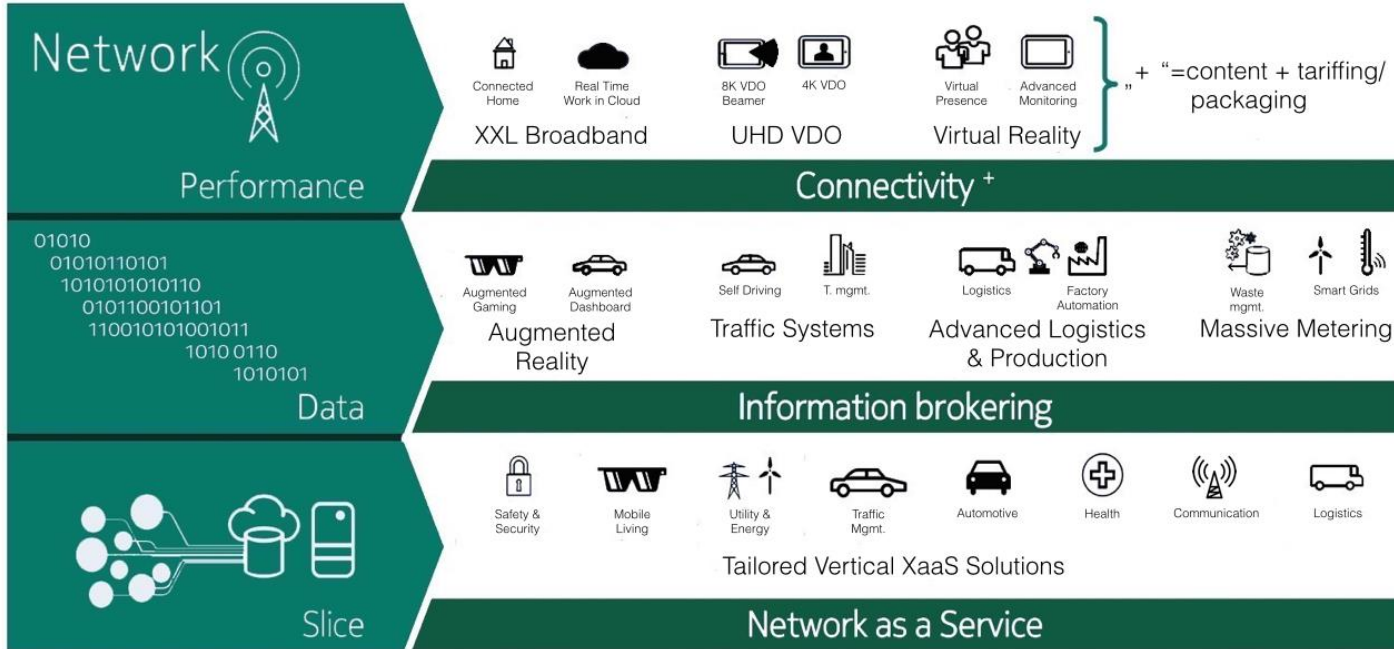 Network
Performance
Connected
Home
Real Time
Work in Cloud
XXL Broadband
8K VDO
Beamer
4K VDO
UHD VDO
Virtual
Presence
Advanced
Monitoring
Virtual Reality
„ + “=content + tariffing/
packaging
Connectivity +
01010
01010110101
1010101010110
0101100101101
110010101001011
1010 0110
1010101
Data
Augmented
Gaming
Augmented
Dashboard
Augmented
Reality
Self Driving
T. mgmt.
Traffic Systems
Logistics
Factory
Automation
Advanced Logistics
& Production
Waste
mgmt.
Smart Grids
Massive Metering
Information brokering
Slice
Safety &
Security
Mobile
Living
Utility &
Energy
Traffic
Mgmt.
Automotive
Health
Communication
Logistics
Tailored Vertical XaaS Solutions
Network as a Service